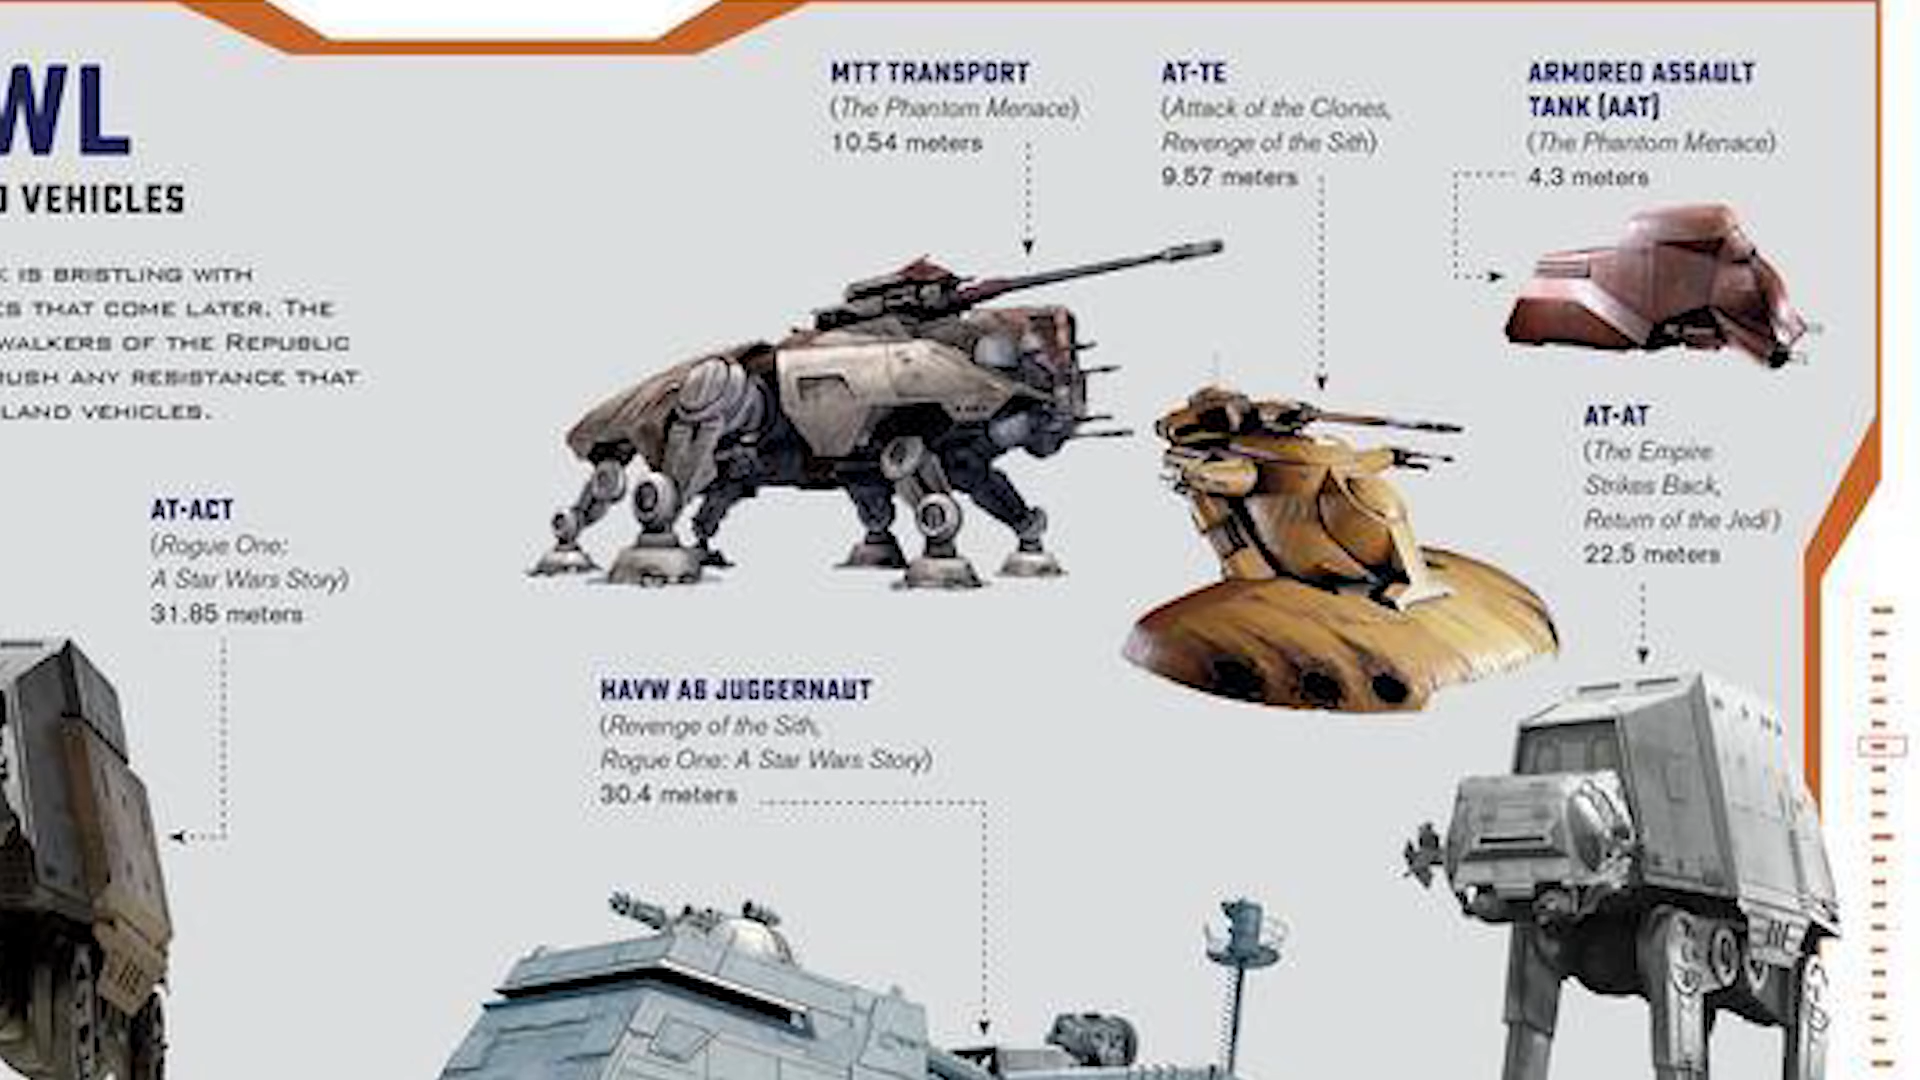 WL
VEHICLES
IS BRISTLING WITH
THAT COME LATER. THE
WALKERS OF THE REPUBLIC
ANY RESISTANCE THAT
LAND VEHICLES.
MTT TRANSPORT
(The Phantom Menace)
10.54 meters
AT-TE
(Attack of the Clones,
Revenge of the Sith)
9.57 meters
ARMORED ASSAULT
TANK (AAT)
(The Phantom Menace)
4.3 meters
AT-AT
(The Empire
Strikes Back,
Return of the Jedi)
22.5 meters
AT-ACT
(Rogue One:
A Star Wars Story)
31.85 meters
HAVW A6 JUGGERNAUT
(Revenge of the Sith,
Rogue One: A Star Wars Story)
30.4 meters